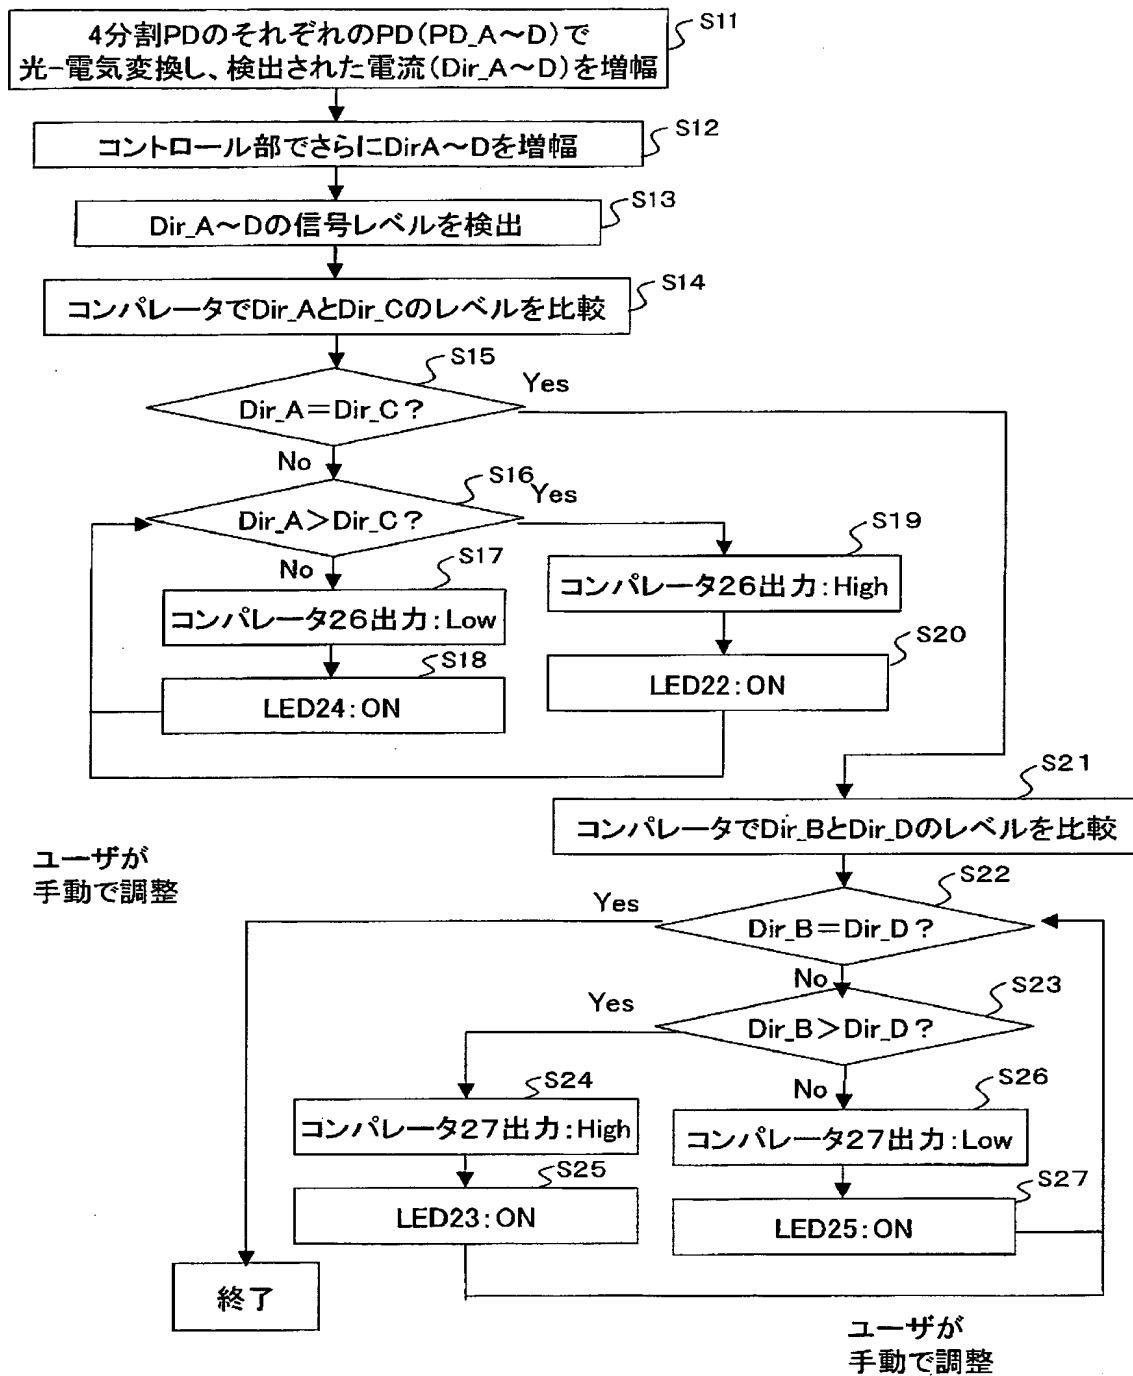 4分割PDのそれぞれのPD(PD_A～D)で
光-電気変換し、検出された電流(Dir_A～D)を増幅
S11
コントロール部でさらにDirA～Dを増幅
S12
Dir_A～Dの信号レベルを検出
S13
コンパレータでDir_AとDir_Cのレベルを比較
S14
S15
Dir_A=Dir_C?
Yes
No
S16
Dir_A>Dir_C?
Yes
No
S17
コンパレータ26出力:Low
S18
LED24:ON
S19
コンパレータ26出力:High
S20
LED22:ON
ユーザが
手動で調整
S21
コンパレータでDir_BとDir_Dのレベルを比較
S22
Dir_B=Dir_D?
Yes
No
S23
Dir_B>Dir_D?
Yes
No
S24
コンパレータ27出力:High
S25
LED23:ON
S26
コンパレータ27出力:Low
S27
LED25:ON
終了
ユーザが
手動で調整